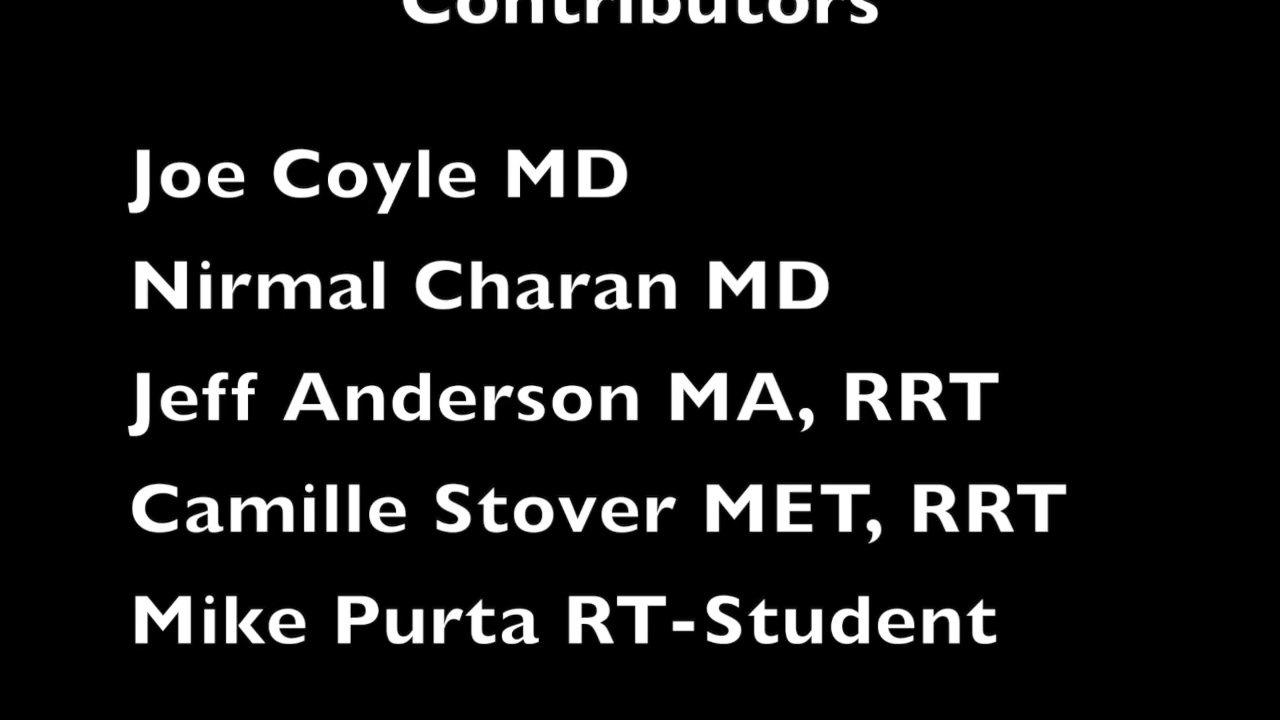 Contributors
Joe Coyle MD
Nirmal Charan MD
Jeff Anderson MA, RRT
Camille Stover MET, RRT
Mike Purta RT-Student